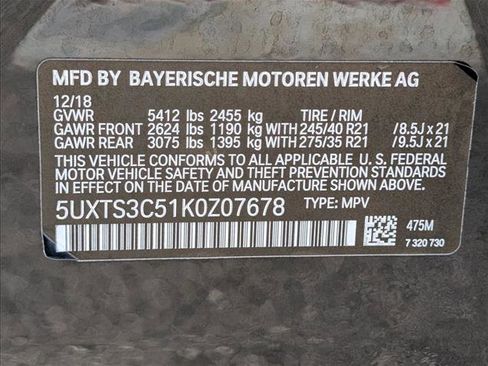 MFD BY BAYERISCHE MOTOREN WERKE AG
12/18
GVWR 5412 lbs 2455 kg TIRE / RIM
GAWR FRONT 2624 lbs 1190 kg WITH 245/40 R21 /8.5J x 21
GAWR REAR 3075 lbs 1395 kg WITH 275/35 R21 /9.5J x 21
THIS VEHICLE CONFORMS TO ALL APPLICABLE U. S. FEDERAL
MOTOR VEHICLE SAFETY AND THEFT PREVENTION STANDARDS
IN EFFECT ON THE DATE OF MANUFACTURE SHOWN ABOVE.
5UXTS3C51K0Z07678 TYPE: MPV
475M
7 320 730